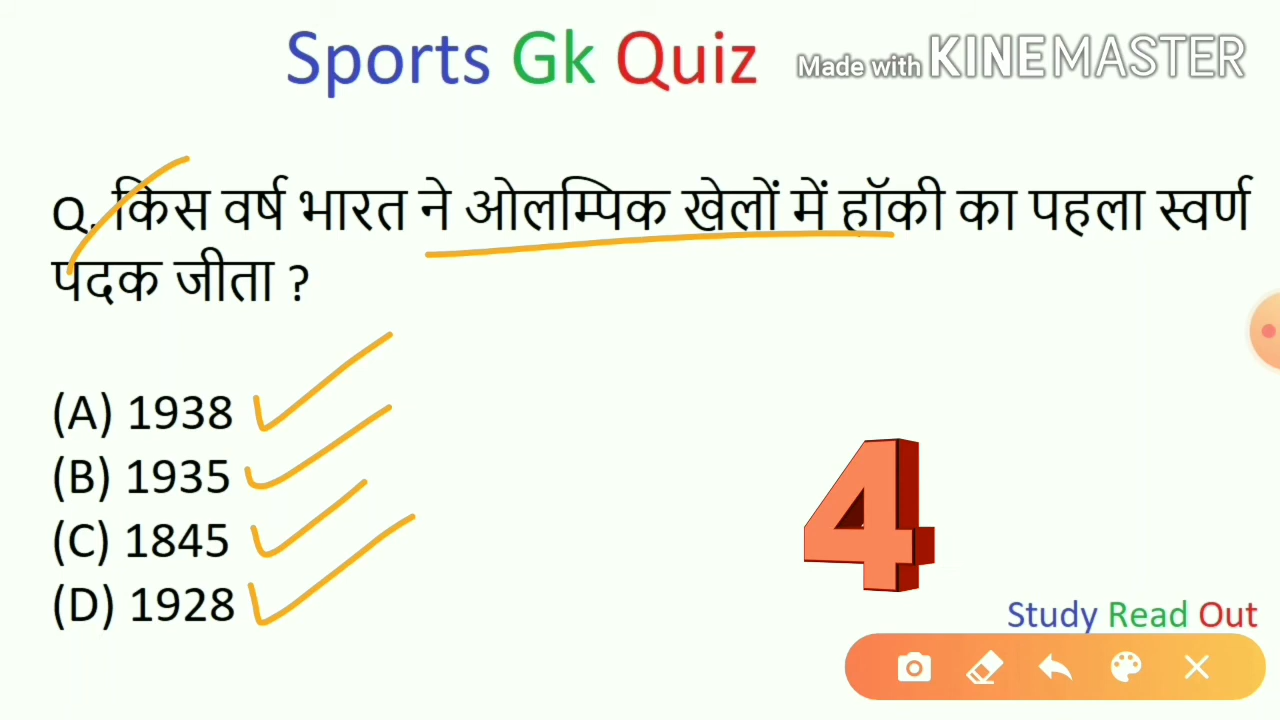 Sports Gk Quiz
Made with KINEMASTER
Q. किस वर्ष भारत ने ओलम्पिक खेलों में हॉकी का पहला स्वर्ण
पदक जीता ?
(A) 1938
(B) 1935
(C) 1845
(D) 1928
4
Study Read Out